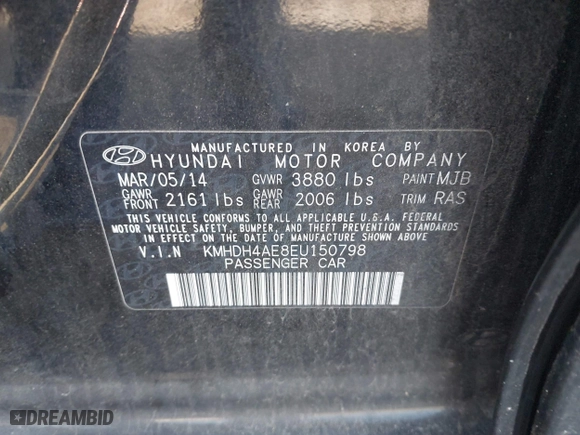 MANUFACTURED IN KOREA BY
HYUNDAI MOTOR COMPANY
MAR/05/14 GVWR 3880 lbs PAINT MJB
GAWR FRONT 2161 lbs GAWR REAR 2006 lbs TRIM RAS
THIS VEHICLE CONFORMS TO ALL APPLICABLE U.S.A. FEDERAL
MOTOR VEHICLE SAFETY, BUMPER, AND THEFT PREVENTION
STANDARDS IN EFFECT ON THE DATE OF MANUFACTURE SHOWN ABOVE.
V.I.N KMHDH4AE8EU150798
PASSENGER CAR
DREAMBID